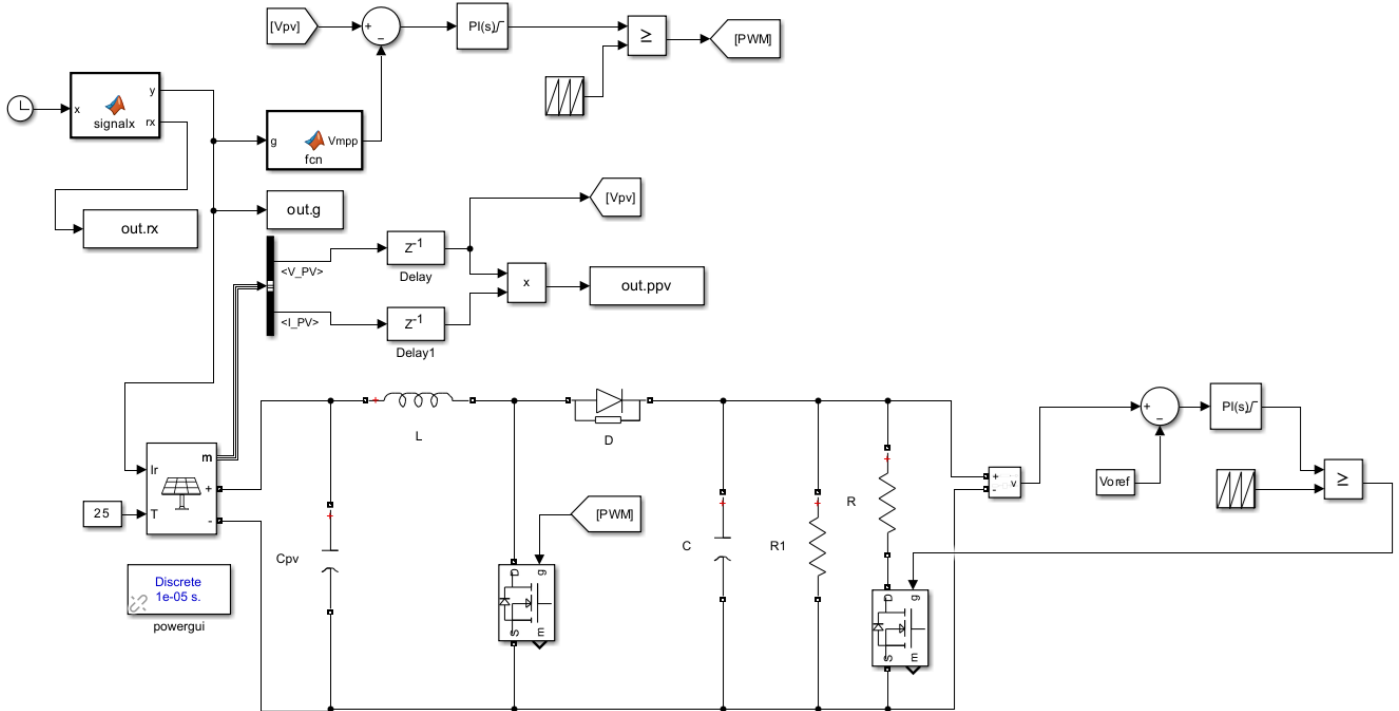 [Vpv]
+
−
PI(s)
≥
[PWM]
x
y
rx
signalx
g
Vmpp
fcn
out.rx
out.g
<V_PV>
<I_PV>
Z-1
Delay
Z-1
Delay1
x
[Vpv]
out.ppv
Ir
T
m
+
-
25
Discrete
1e-05 s.
powergui
Cpv
+
+
L
D
[PWM]
D
g
S
m
C
+
R1
+
R
+
D
g
S
m
+
-
v
+
−
Voref
PI(s)
≥